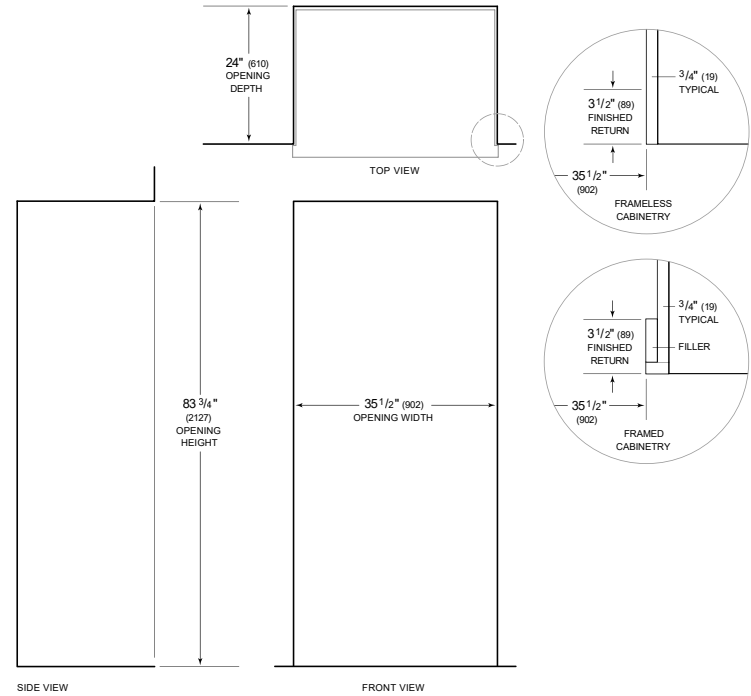 24" (610)
OPENING
DEPTH
TOP VIEW
3/4" (19)
TYPICAL
3 1/2" (89)
FINISHED
RETURN
35 1/2"
(902)
FRAMELESS
CABINETRY
3/4" (19)
TYPICAL
3 1/2" (89)
FINISHED
RETURN
FILLER
35 1/2"
(902)
FRAMED
CABINETRY
83 3/4"
(2127)
OPENING
HEIGHT
35 1/2" (902)
OPENING WIDTH
SIDE VIEW
FRONT VIEW